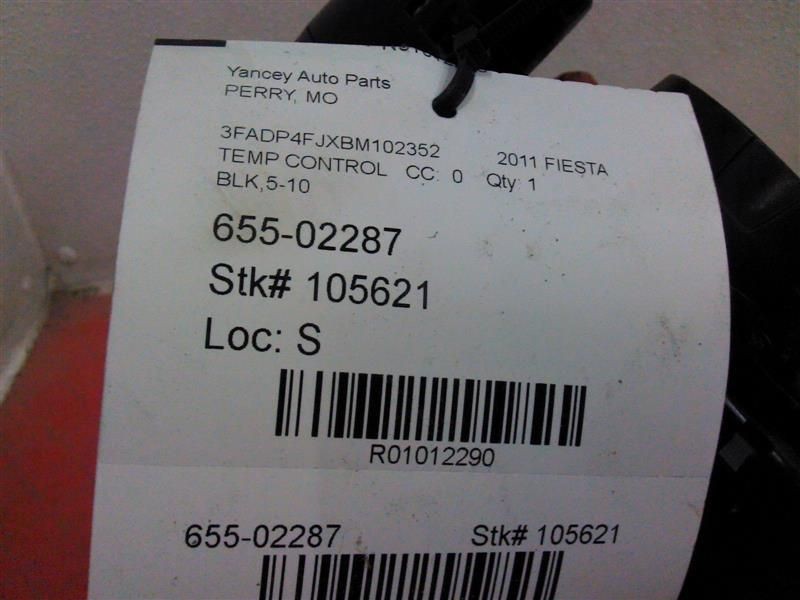 Yancey Auto Parts
PERRY, MO
3FADP4FJXBM102352 2011 FIESTA
TEMP CONTROL CC: 0 Qty: 1
BLK,5-10
655-02287
Stk# 105621
Loc: S
R01012290
655-02287 Stk# 105621